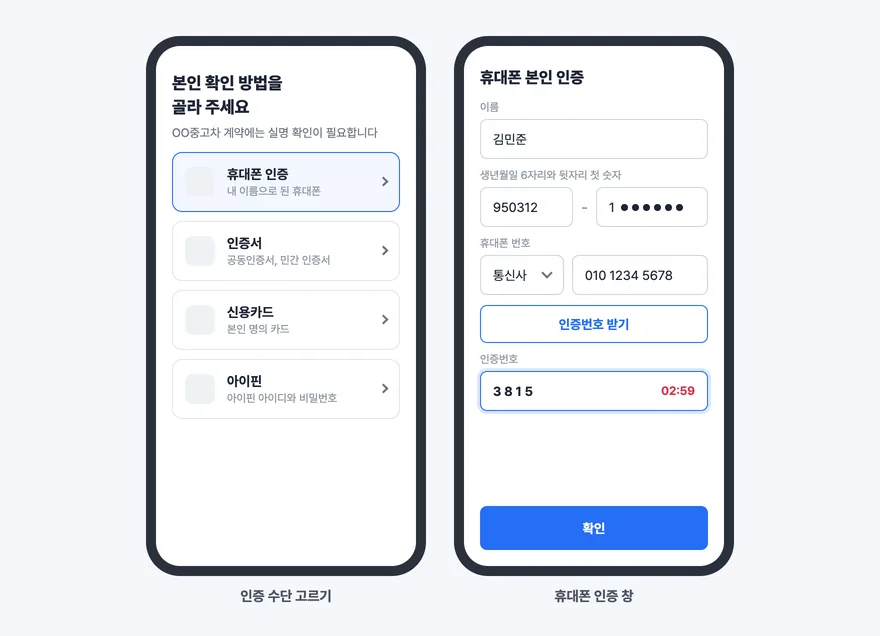 본인 확인 방법을
골라 주세요
OO중고차 계약에는 실명 확인이 필요합니다
휴대폰 인증
내 이름으로 된 휴대폰
인증서
공동인증서, 민간 인증서
신용카드
본인 명의 카드
아이핀
아이핀 아이디와 비밀번호
인증 수단 고르기
휴대폰 본인 인증
이름
김민준
생년월일 6자리와 뒷자리 첫 숫자
950312 - 1 ●●●●●●
휴대폰 번호
통신사 010 1234 5678
인증번호 받기
인증번호
3815 02:59
확인
휴대폰 인증 창